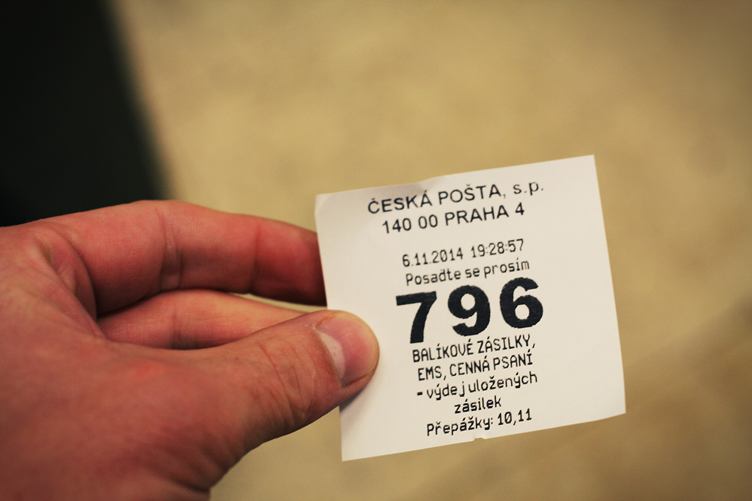 ČESKÁ POŠTA, s.p.
140 00 PRAHA 4
6.11.2014 19:28:57
Posaďte se prosím
796
BALÍKOVÉ ZÁSILKY,
EMS, CENNÁ PSANÍ
- výdej uložených
zásilek
Přepážky: 10,11